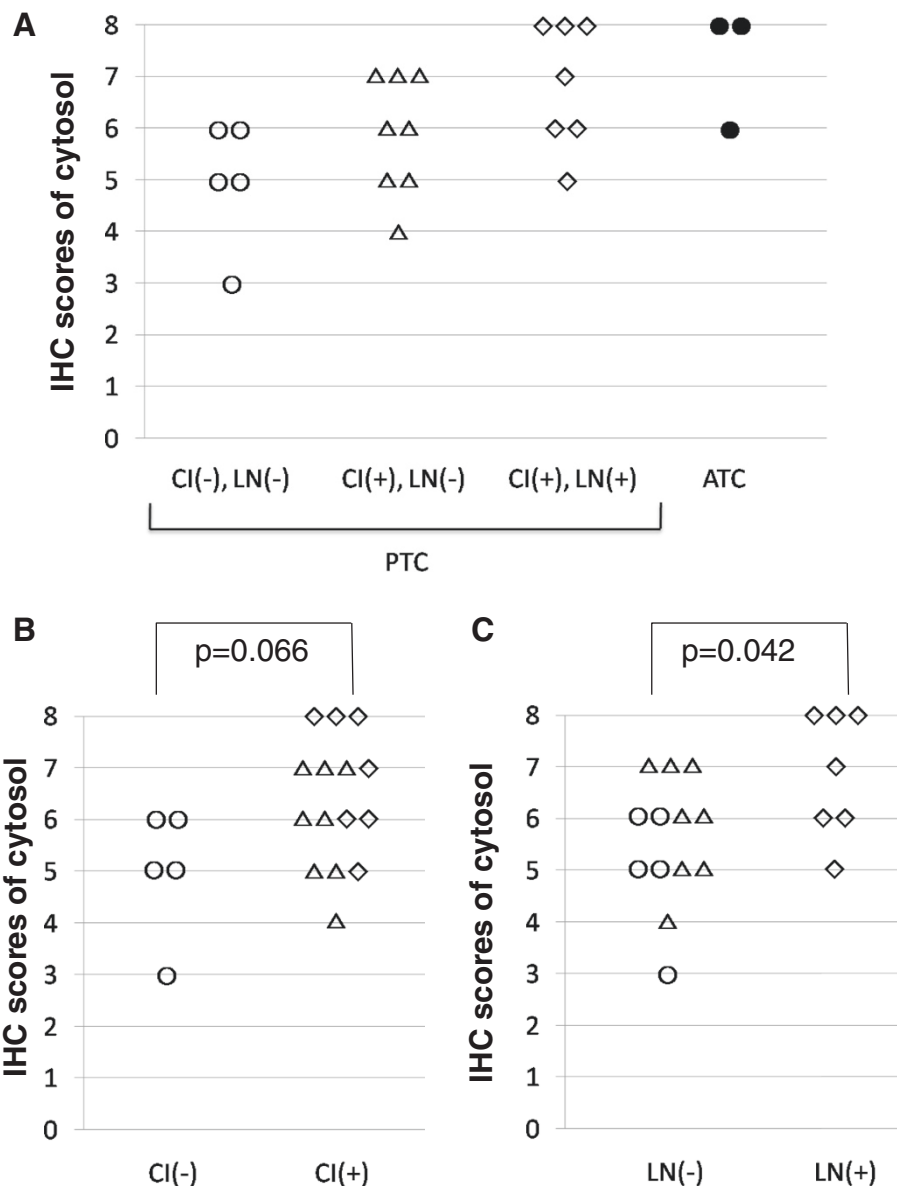 A
IHC scores of cytosol
8
7
6
5
4
3
2
1
0
CI(-), LN(-) CI(+), LN(-) CI(+), LN(+) ATC
PTC
B
p=0.066
IHC scores of cytosol
8
7
6
5
4
3
2
1
0
CI(-) CI(+)
C
p=0.042
IHC scores of cytosol
8
7
6
5
4
3
2
1
0
LN(-) LN(+)